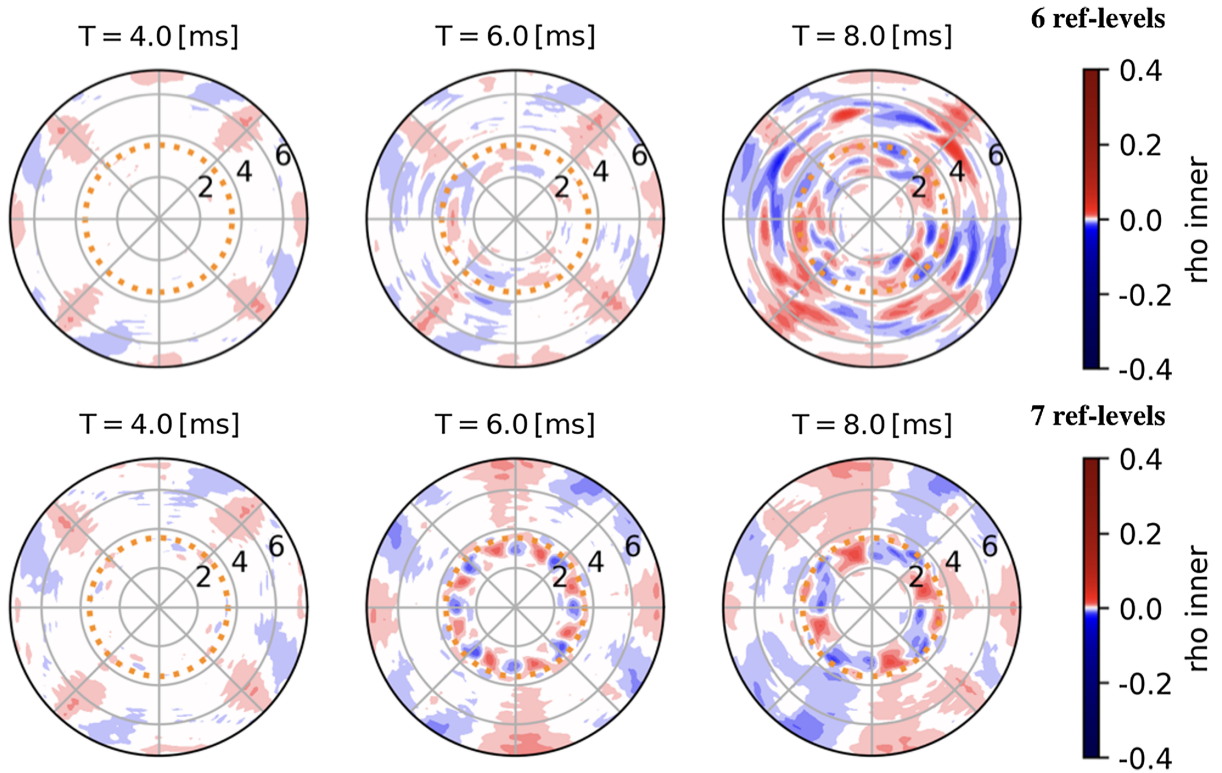 T = 4.0 [ms]
T = 6.0 [ms]
T = 8.0 [ms]
6 ref-levels
2
4
6
2
4
6
2
4
6
0.4
0.2
0.0
-0.2
-0.4
rho inner
T = 4.0 [ms]
T = 6.0 [ms]
T = 8.0 [ms]
7 ref-levels
2
4
6
2
4
6
2
4
6
0.4
0.2
0.0
-0.2
-0.4
rho inner